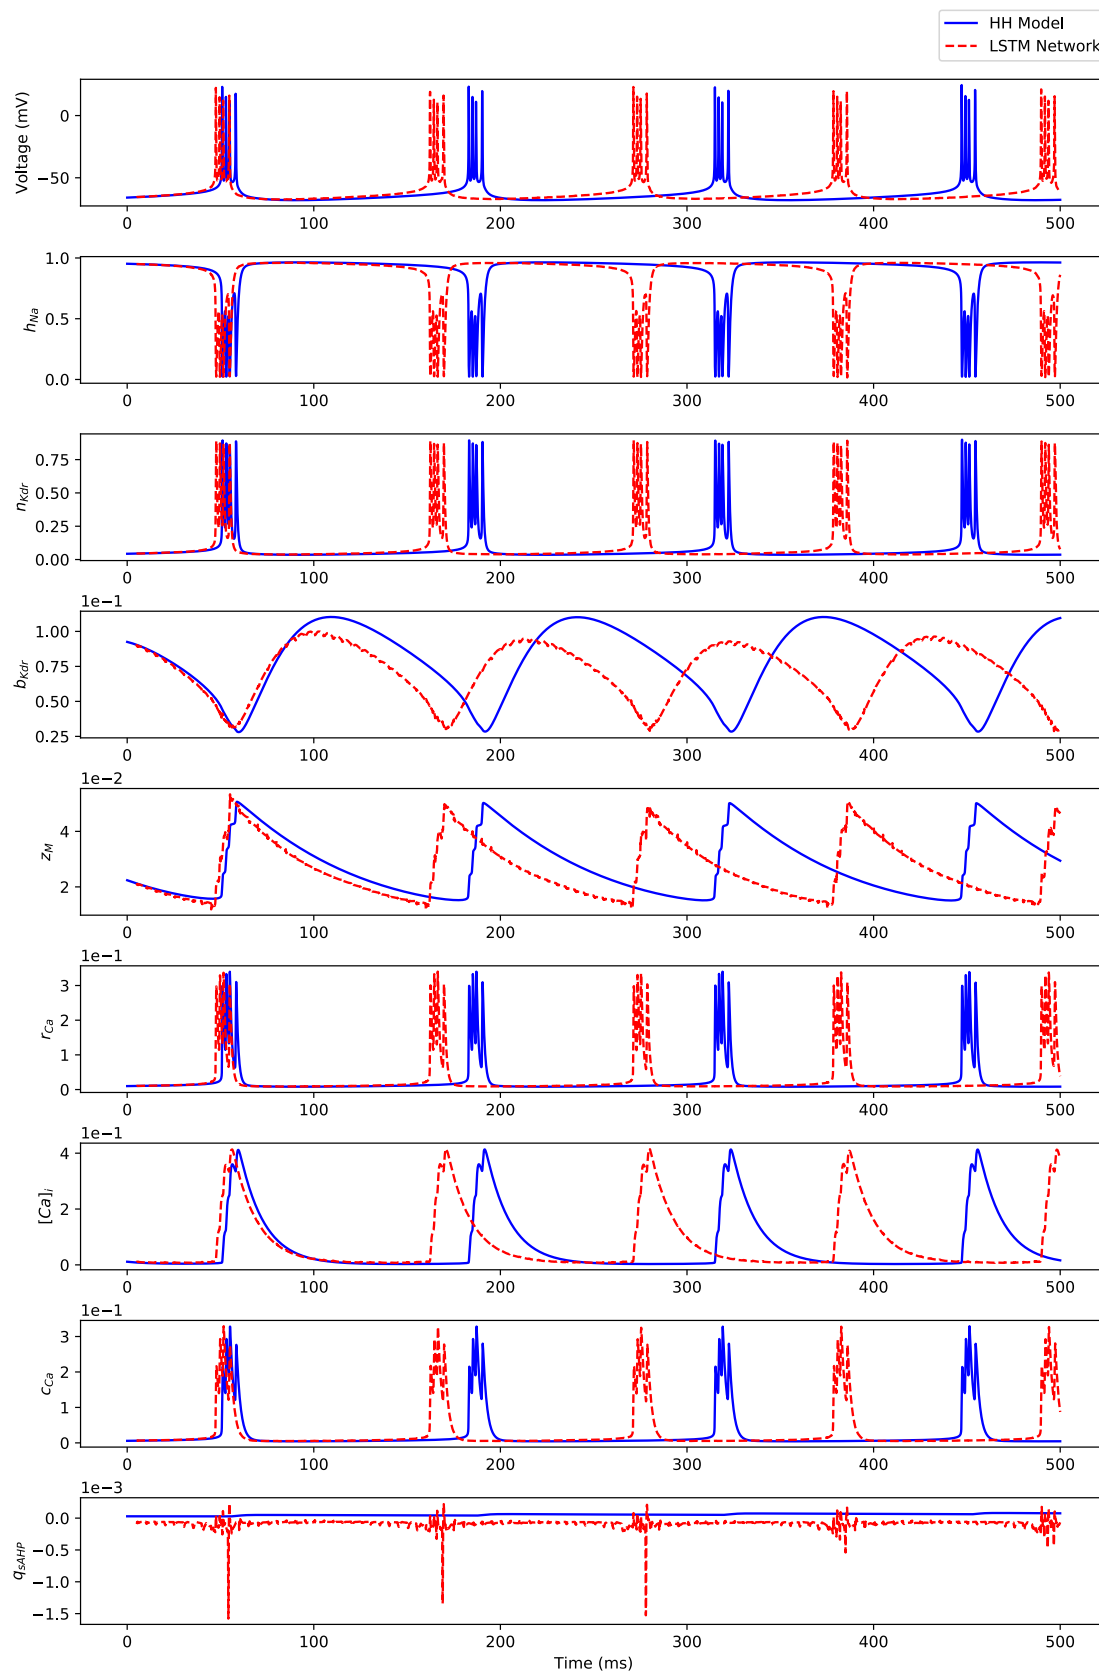 HH Model
LSTM Network
Voltage (mV)
0
−50
0 100 200 300 400 500
h_Na
1.0
0.5
0.0
0 100 200 300 400 500
n_Kdr
0.75
0.50
0.25
0.00
0 100 200 300 400 500
1e−1
b_Kdr
1.00
0.75
0.50
0.25
0 100 200 300 400 500
1e−2
z_M
4
2
0 100 200 300 400 500
1e−1
r_Ca
3
2
1
0
0 100 200 300 400 500
1e−1
[Ca]_i
4
2
0
0 100 200 300 400 500
1e−1
c_Ca
3
2
1
0
0 100 200 300 400 500
1e−3
q_sAHP
0.0
−0.5
−1.0
−1.5
0 100 200 300 400 500
Time (ms)